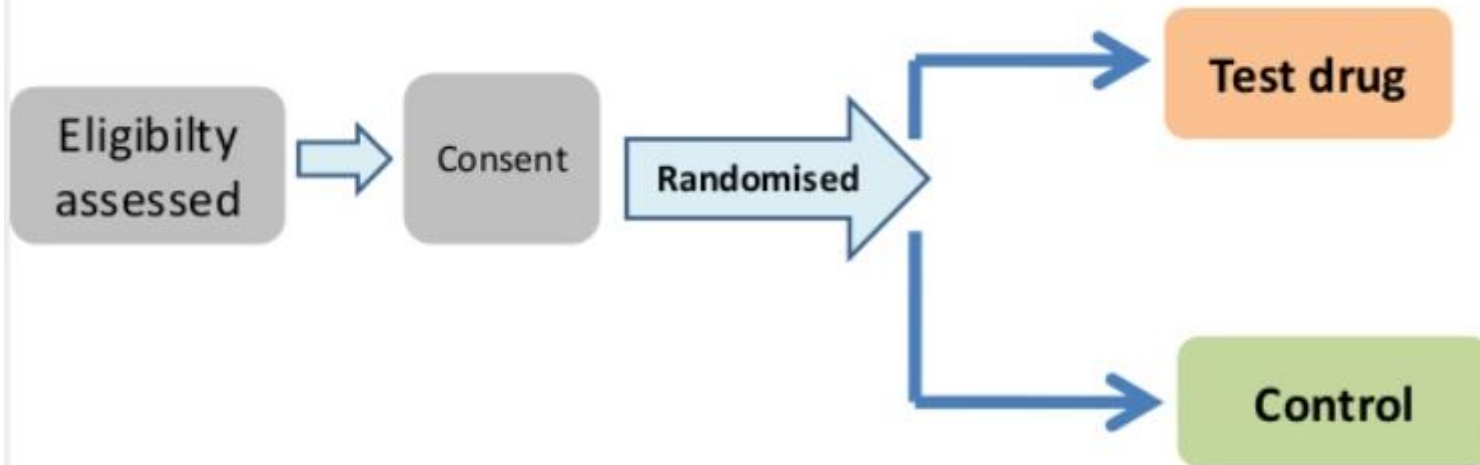 Eligibilty
assessed
Consent
Randomised
Test drug
Control